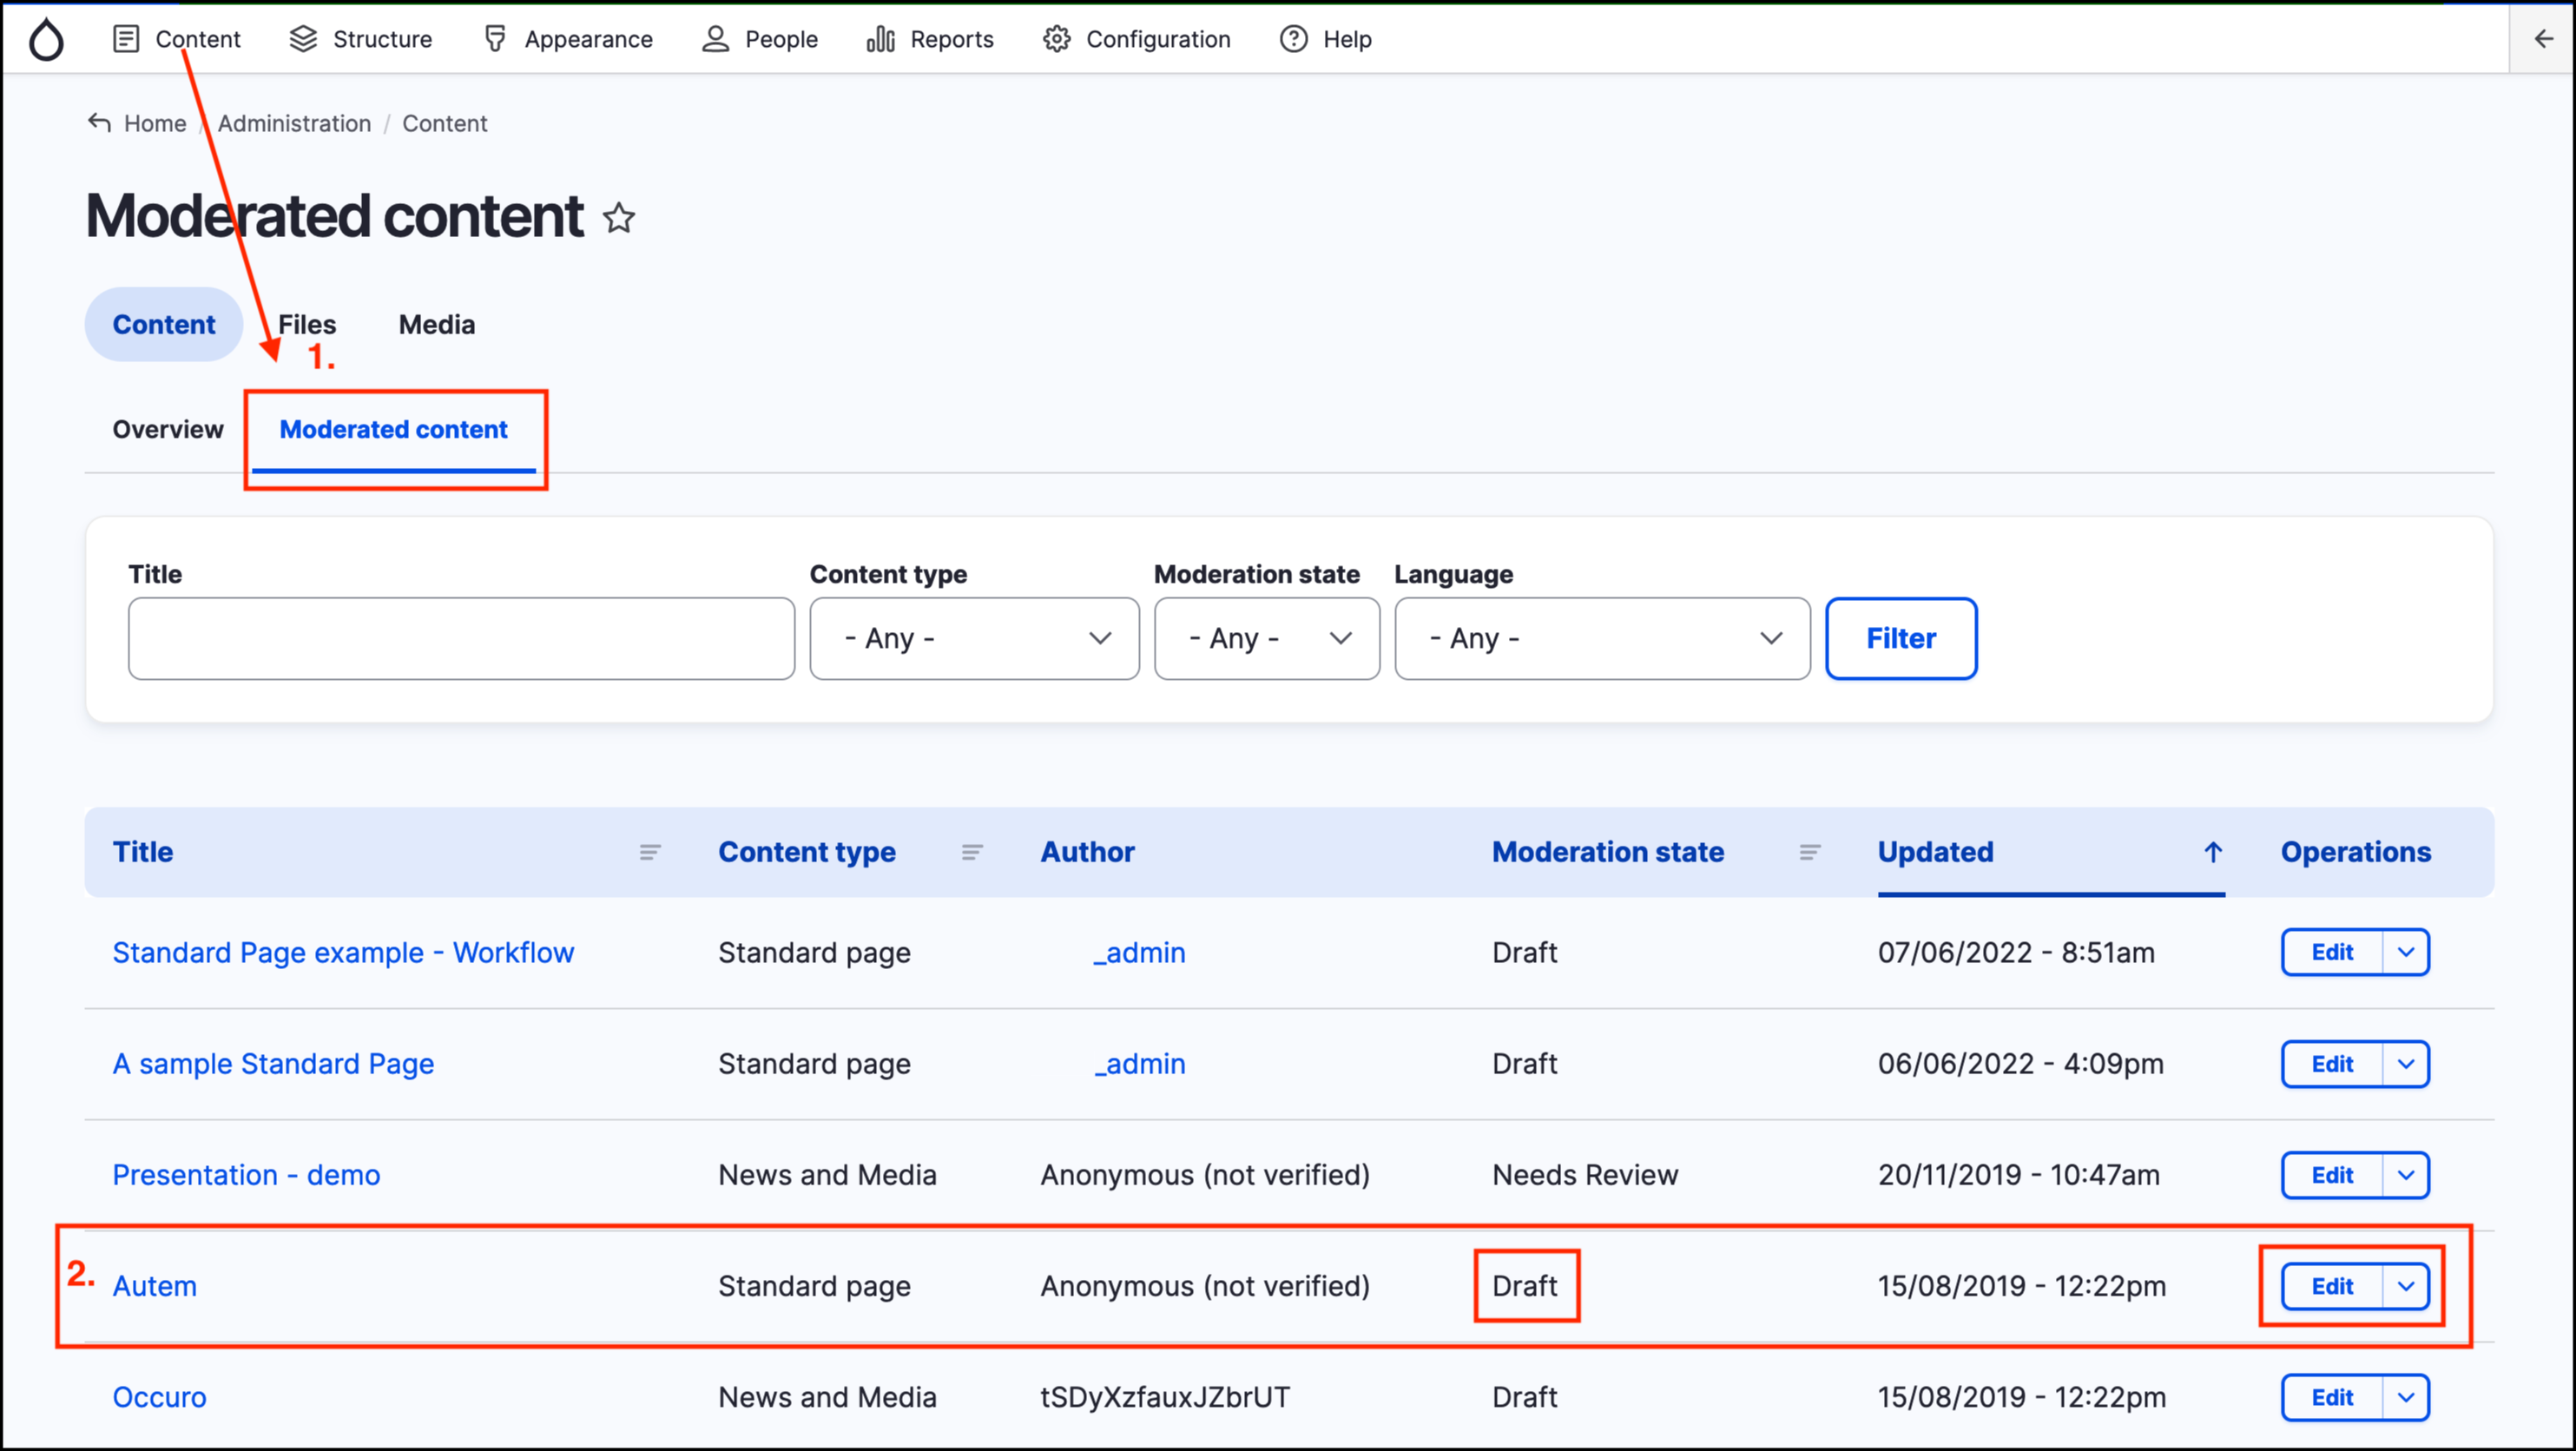 Content Structure Appearance People Reports Configuration Help
Home / Administration / Content
Moderated content
Content Files Media
1.
Overview Moderated content
Title Content type Moderation state Language
- Any - - Any - - Any - Filter
Title Content type Author Moderation state Updated Operations
Standard Page example - Workflow Standard page _admin Draft 07/06/2022 - 8:51am Edit
A sample Standard Page Standard page _admin Draft 06/06/2022 - 4:09pm Edit
Presentation - demo News and Media Anonymous (not verified) Needs Review 20/11/2019 - 10:47am Edit
2. Autem Standard page Anonymous (not verified) Draft 15/08/2019 - 12:22pm Edit
Occuro News and Media tSDyXzfauxJZbrUT Draft 15/08/2019 - 12:22pm Edit